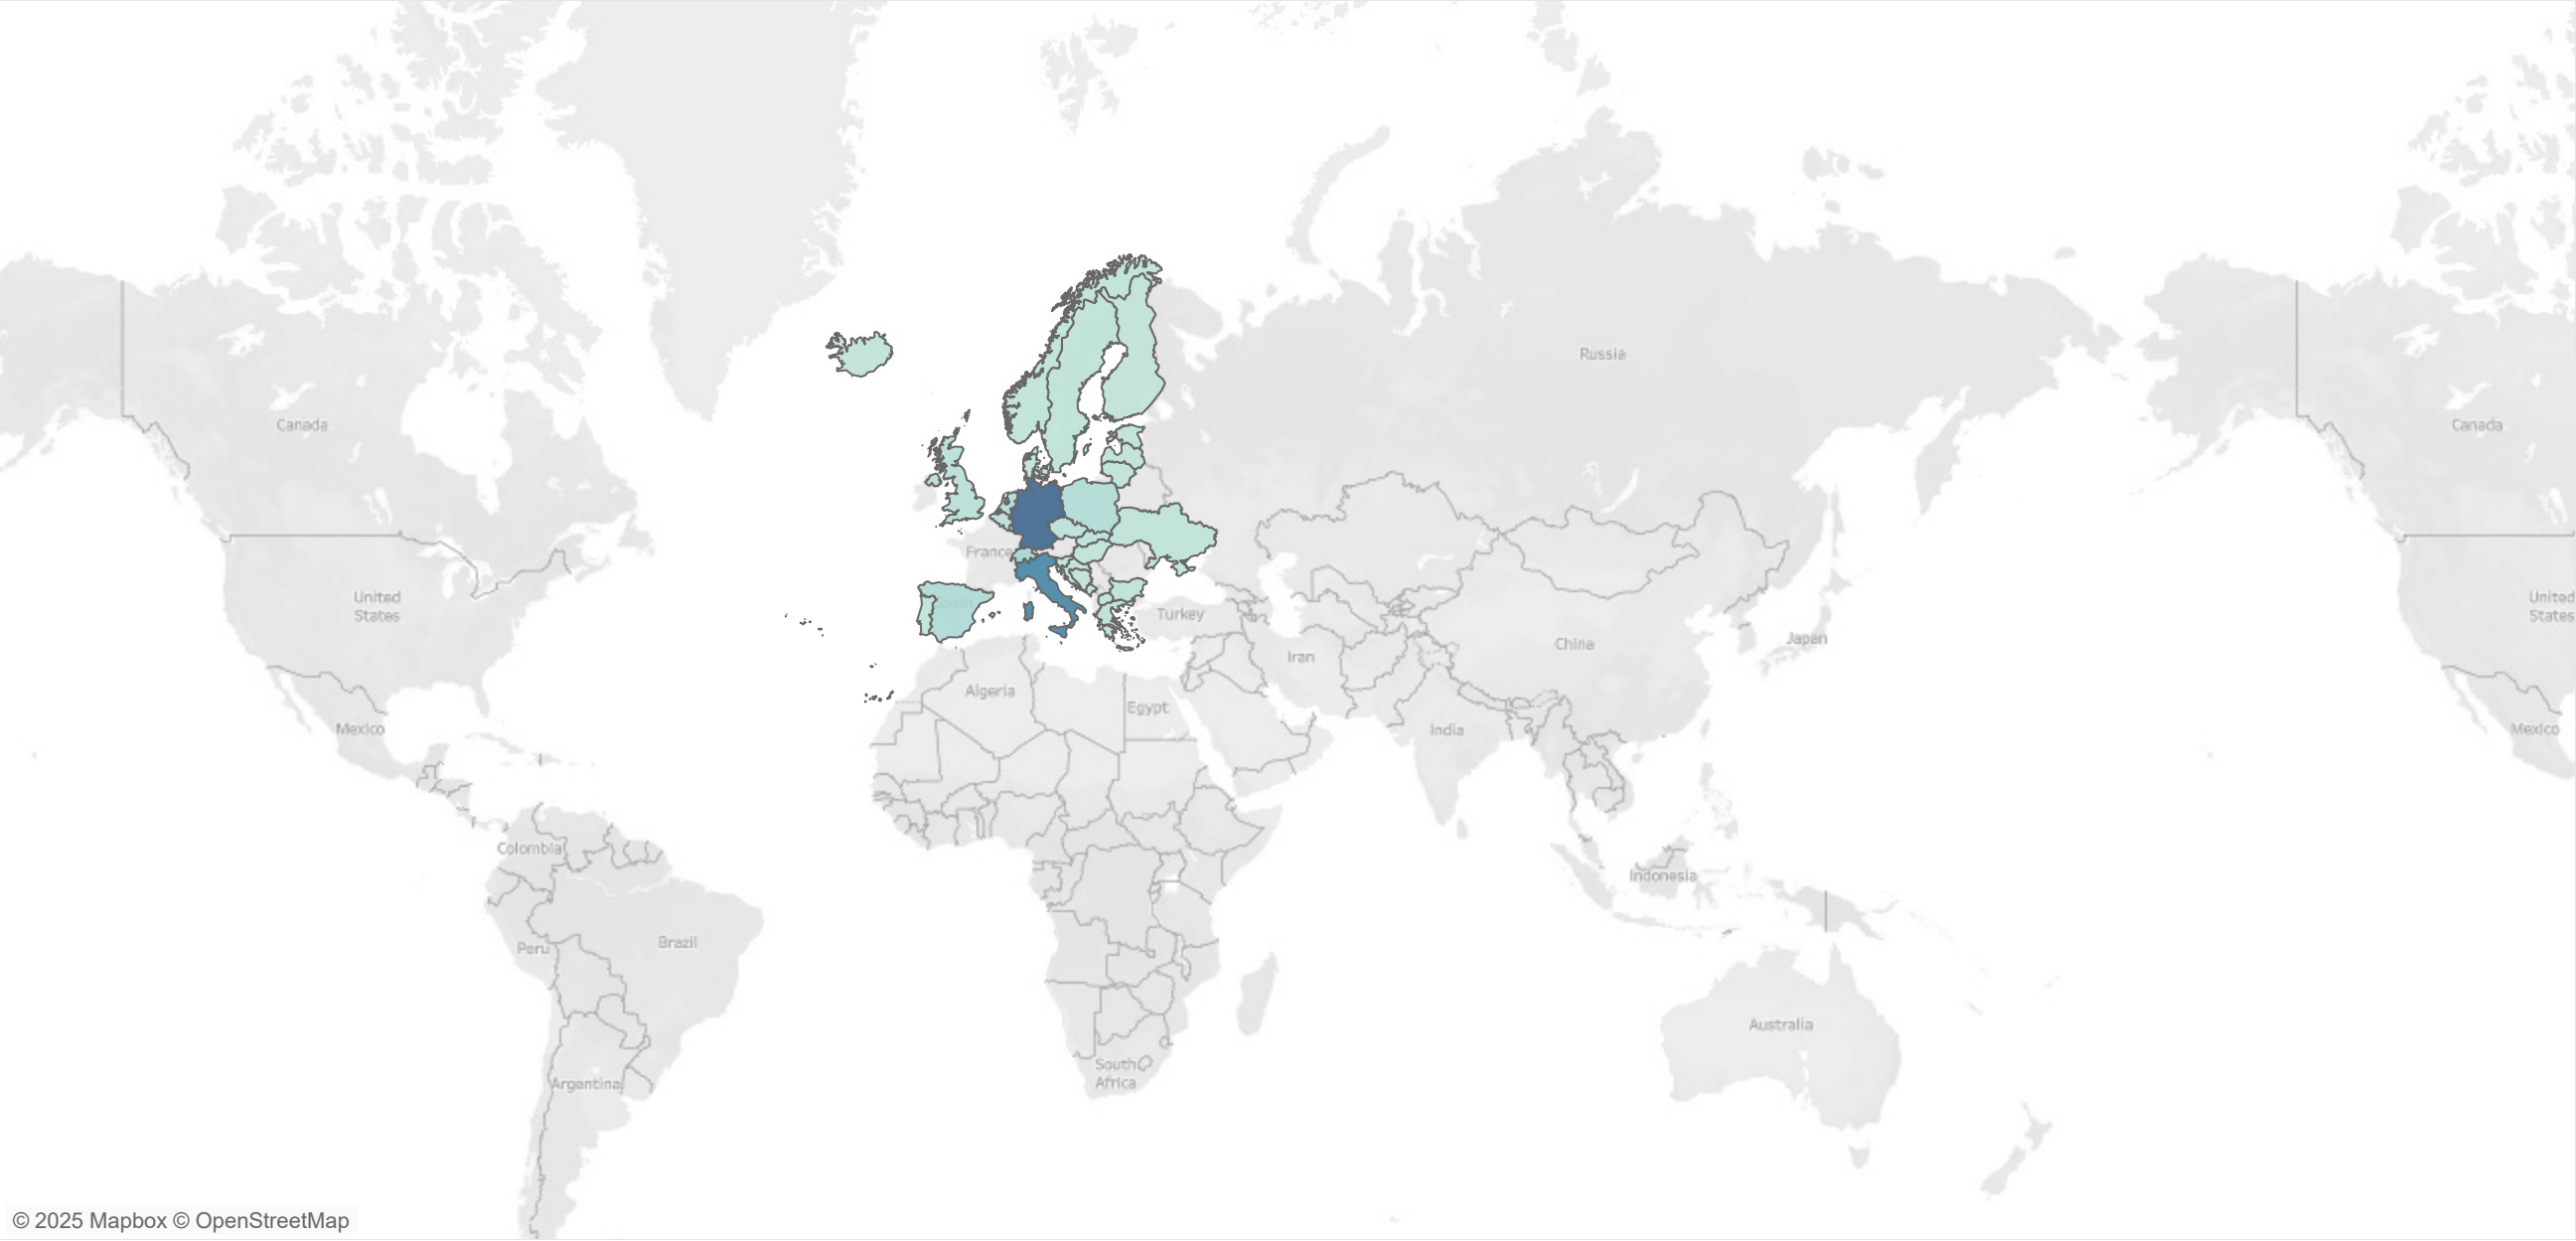 Russia
Canada
Canada
France
United
States
Spain
Turkey
United
States
Japan
China
Iran
Algeria
Egypt
Mexico
India
Mexico
Colombia
Indonesia
Brazil
Peru
Australia
South
Africa
Argentina
© 2025 Mapbox © OpenStreetMap